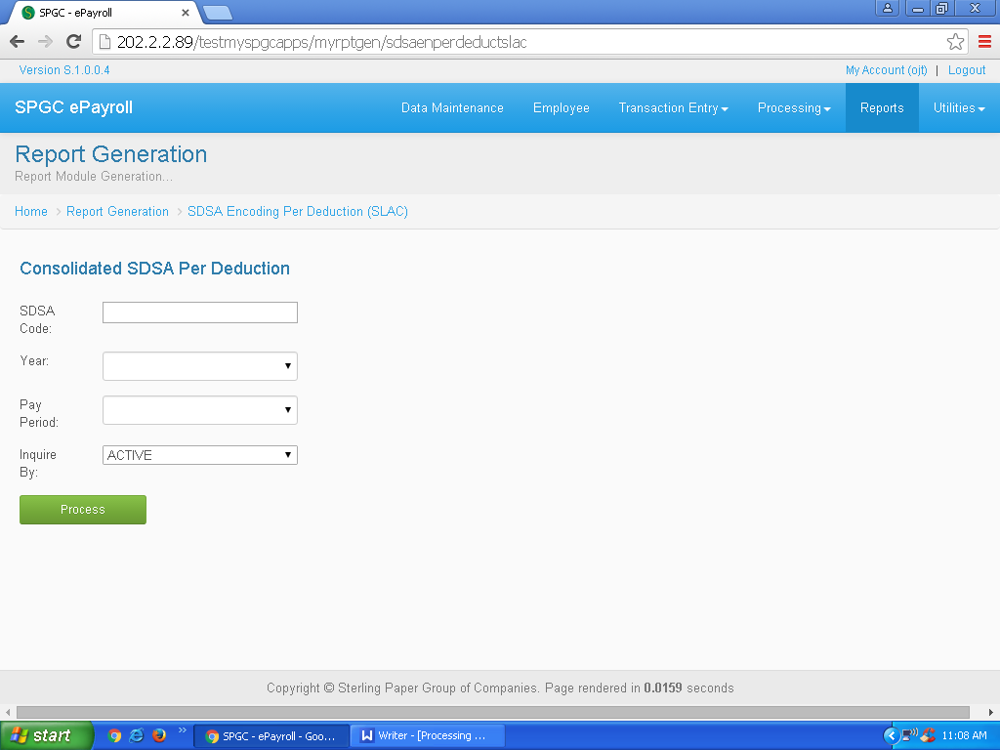 SPGC - ePayroll
202.2.2.89/testmyspgcapps/myrptgen/sdsaenperdeductslac
Version S.1.0.0.4
My Account (ojt) | Logout
SPGC ePayroll
Data Maintenance
Employee
Transaction Entry
Processing
Reports
Utilities
Report Generation
Report Module Generation...
Home
Report Generation
SDSA Encoding Per Deduction (SLAC)
Consolidated SDSA Per Deduction
SDSA
Code:
Year:
Pay
Period:
Inquire
By:
ACTIVE
Process
Copyright © Sterling Paper Group of Companies. Page rendered in 0.0159 seconds
start
SPGC - ePayroll - Goo...
Writer - [Processing ...
11:08 AM